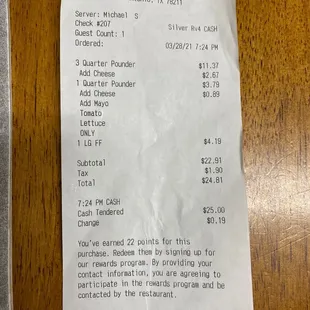 TX 78211
Server: Michael S
Check #207 Silver Rv4 CASH
Guest Count: 1
Ordered: 03/28/21 7:24 PM
3 Quarter Pounder $11.37
Add Cheese $2.67
1 Quarter Pounder $3.79
Add Cheese $0.89
Add Mayo
Tomato
Lettuce
ONLY
1 LG FF $4.19
Subtotal $22.91
Tax $1.90
Total $24.81
7:24 PM CASH
Cash Tendered $25.00
Change $0.19
You've earned 22 points for this
purchase. Redeem them by signing up for
our rewards program. By providing your
contact information, you are agreeing to
participate in the rewards program and be
contacted by the restaurant.